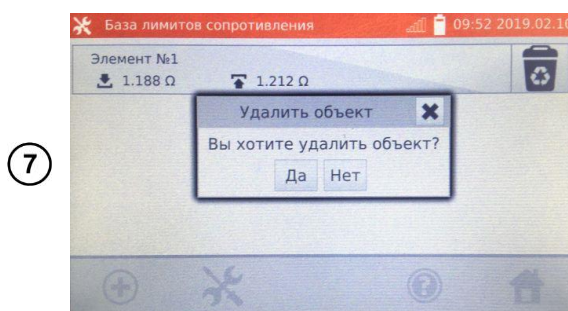 База лимитов сопротивления 09:52 2019.02.10
Элемент №1
1.188 Ω 1.212 Ω
Удалить объект
Вы хотите удалить объект?
Да Нет
7